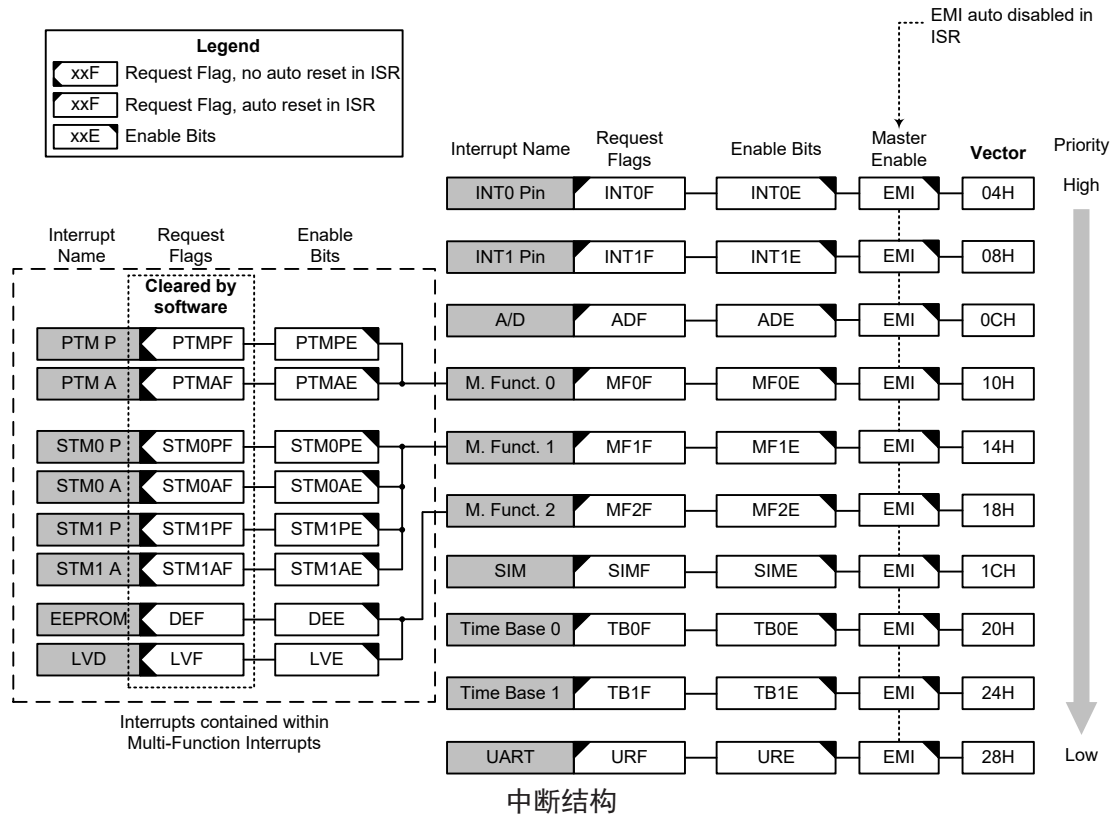 EMI auto disabled in
ISR
Legend
xxF Request Flag, no auto reset in ISR
xxF Request Flag, auto reset in ISR
xxE Enable Bits
Interrupt Name Request Flags Enable Bits Master Enable Vector Priority
INT0 Pin INT0F INT0E EMI 04H High
INT1 Pin INT1F INT1E EMI 08H
A/D ADF ADE EMI 0CH
M. Funct. 0 MF0F MF0E EMI 10H
M. Funct. 1 MF1F MF1E EMI 14H
M. Funct. 2 MF2F MF2E EMI 18H
SIM SIMF SIME EMI 1CH
Time Base 0 TB0F TB0E EMI 20H
Time Base 1 TB1F TB1E EMI 24H
UART URF URE EMI 28H Low
Interrupt Name Request Flags Enable Bits
Cleared by
software
PTM P PTMPF PTMPE
PTM A PTMAF PTMAE
STM0 P STM0PF STM0PE
STM0 A STM0AF STM0AE
STM1 P STM1PF STM1PE
STM1 A STM1AF STM1AE
EEPROM DEF DEE
LVD LVF LVE
Interrupts contained within
Multi-Function Interrupts
中断结构